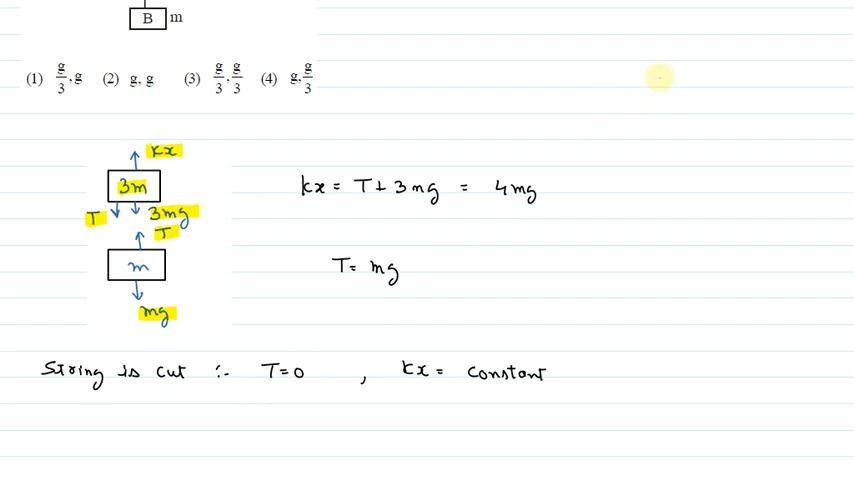 B m
(1) g/3, g (2) g, g (3) g/3, g/3 (4) g, g/3
kx
3m
T 3mg
T
m
mg
kx = T + 3mg = 4mg
T = mg
String is cut :- T=0 , kx = constant